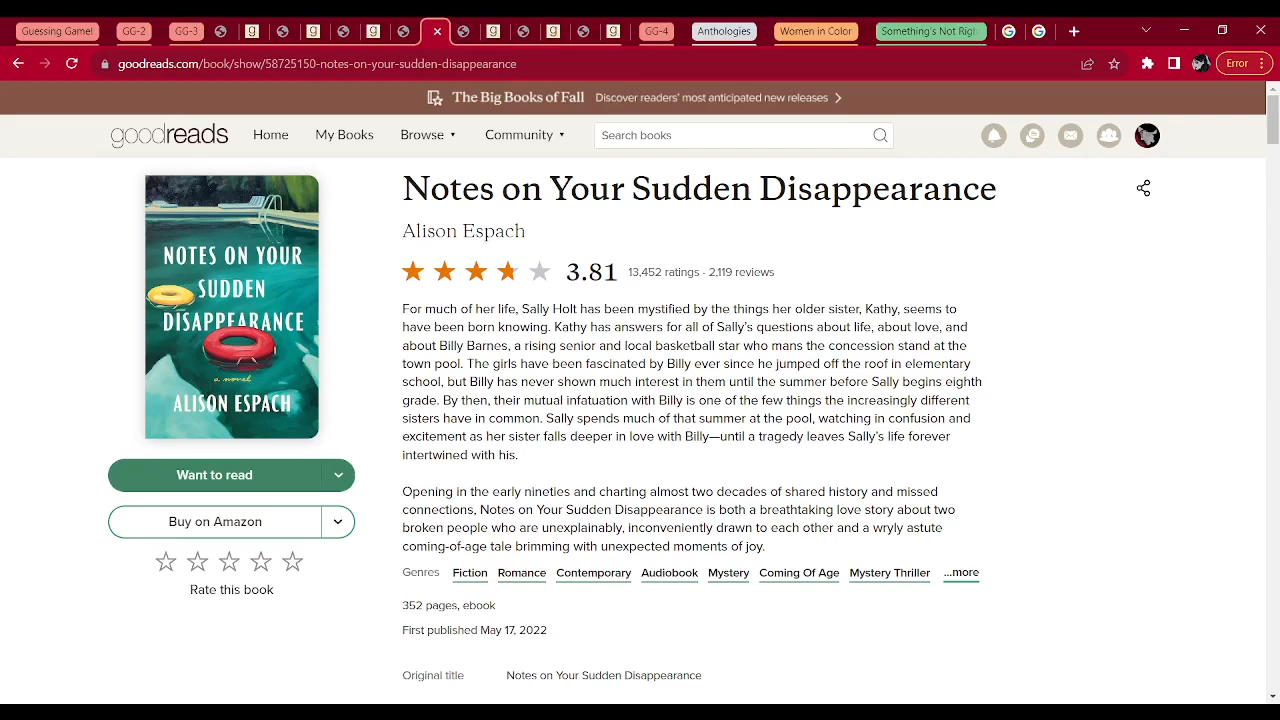 Guessing Game! GG-2 GG-3 GG-4 Anthologies Women in Color Something's Not Righ
goodreads.com/book/show/58725150-notes-on-your-sudden-disappearance Error
The Big Books of Fall Discover readers' most anticipated new releases
goodreads Home My Books Browse Community Search books
Notes on Your Sudden Disappearance
Alison Espach
3.81 13,452 ratings · 2,119 reviews
NOTES ON YOUR
SUDDEN
DISAPPEARANCE
a novel
ALISON ESPACH
Want to read
Buy on Amazon
Rate this book
For much of her life, Sally Holt has been mystified by the things her older sister, Kathy, seems to
have been born knowing. Kathy has answers for all of Sally's questions about life, about love, and
about Billy Barnes, a rising senior and local basketball star who mans the concession stand at the
town pool. The girls have been fascinated by Billy ever since he jumped off the roof in elementary
school, but Billy has never shown much interest in them until the summer before Sally begins eighth
grade. By then, their mutual infatuation with Billy is one of the few things the increasingly different
sisters have in common. Sally spends much of that summer at the pool, watching in confusion and
excitement as her sister falls deeper in love with Billy—until a tragedy leaves Sally's life forever
intertwined with his.
Opening in the early nineties and charting almost two decades of shared history and missed
connections, Notes on Your Sudden Disappearance is both a breathtaking love story about two
broken people who are unexplainably, inconveniently drawn to each other and a wryly astute
coming-of-age tale brimming with unexpected moments of joy.
Genres Fiction Romance Contemporary Audiobook Mystery Coming Of Age Mystery Thriller ...more
352 pages, ebook
First published May 17, 2022
Original title Notes on Your Sudden Disappearance